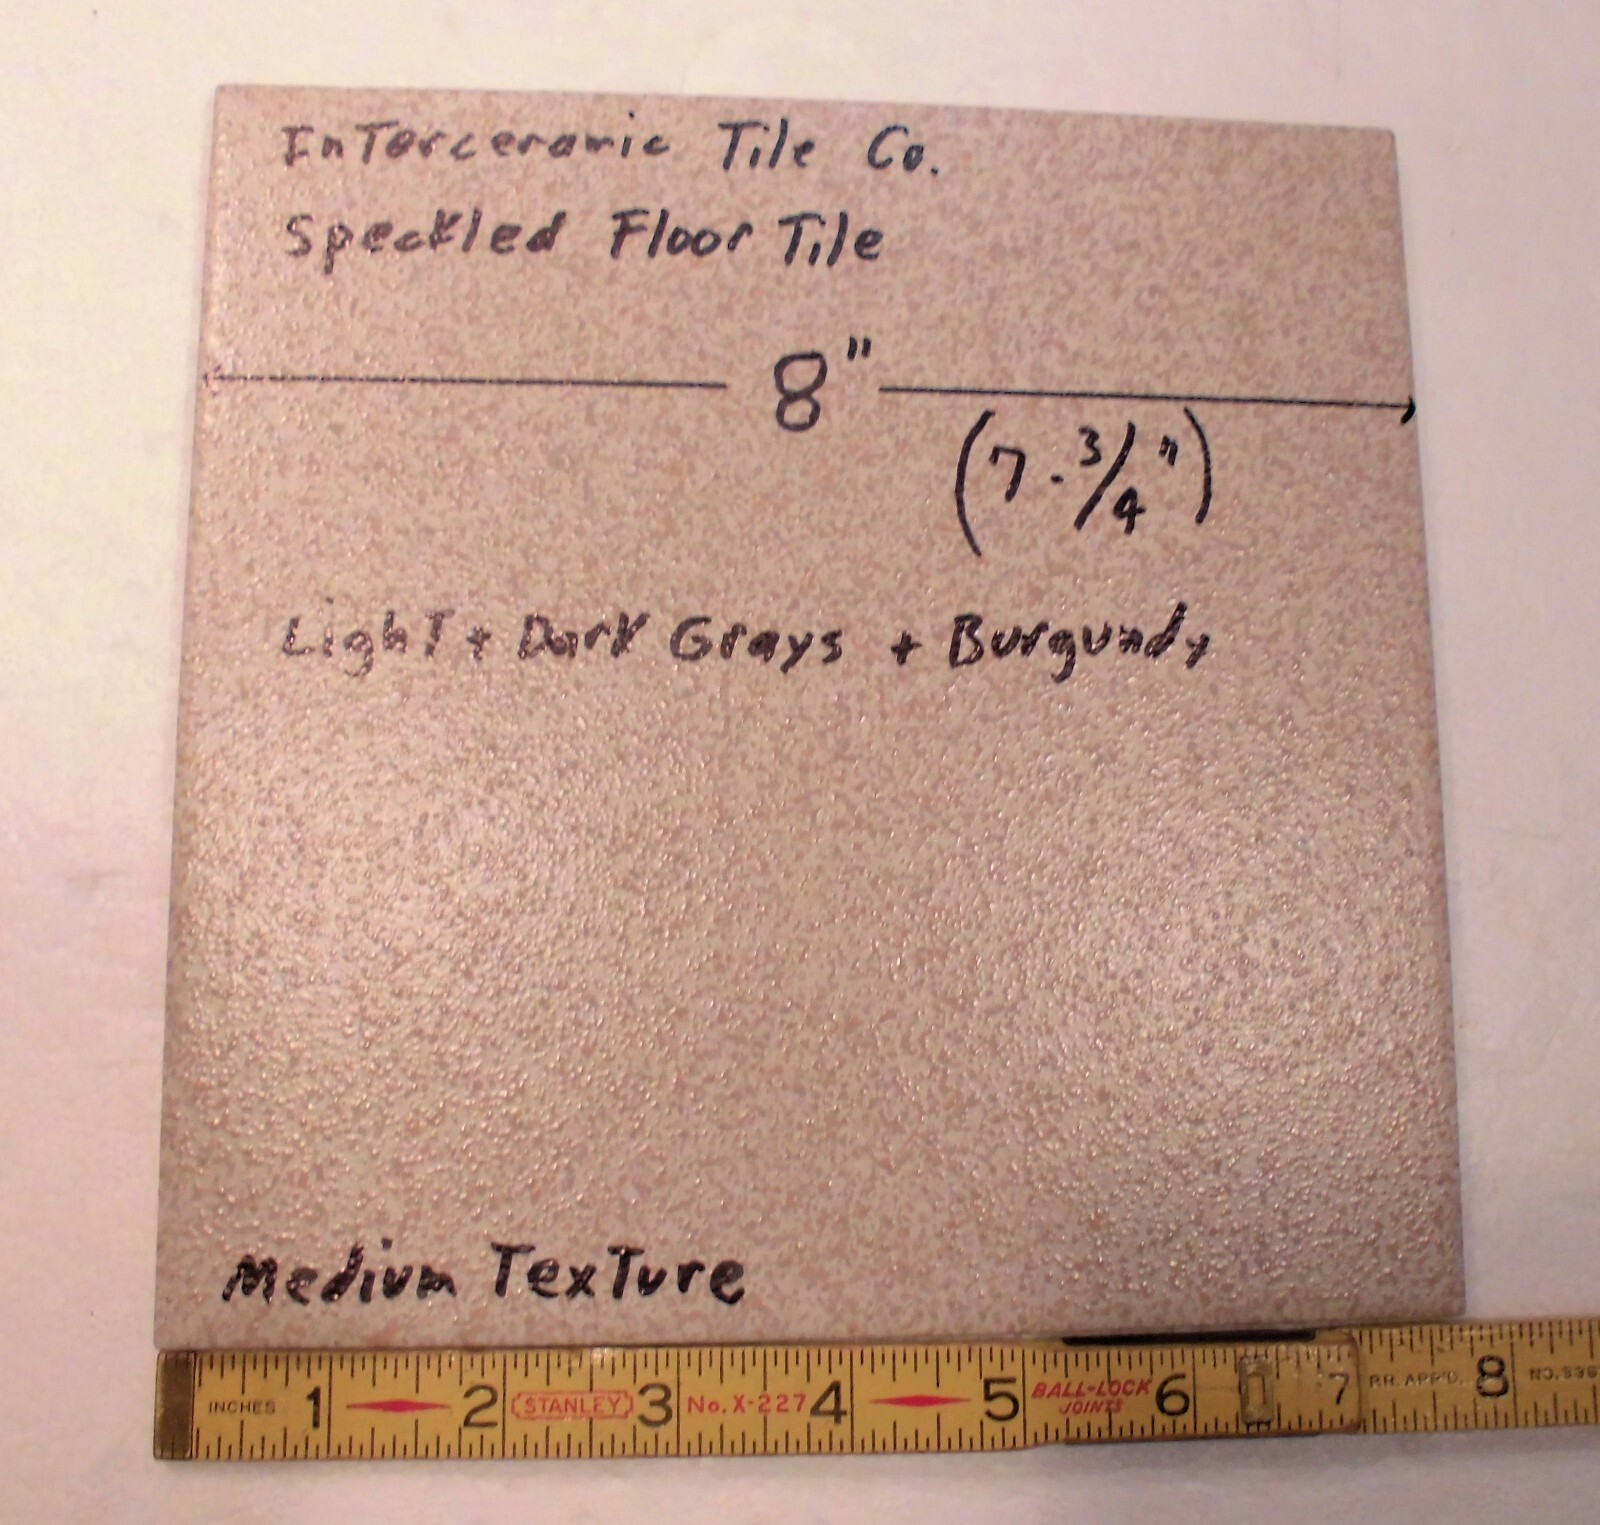 InTerceramic Tile Co.
Speckled Floor Tile
8"
(7-3/4")
LighT + Dark Grays + Burgundy
Medium TexTure
INCHES 1 2 STANLEY 3 No. X-227 4 5 BALL-LOCK JOINTS 6 7 RR. APP'D. 8